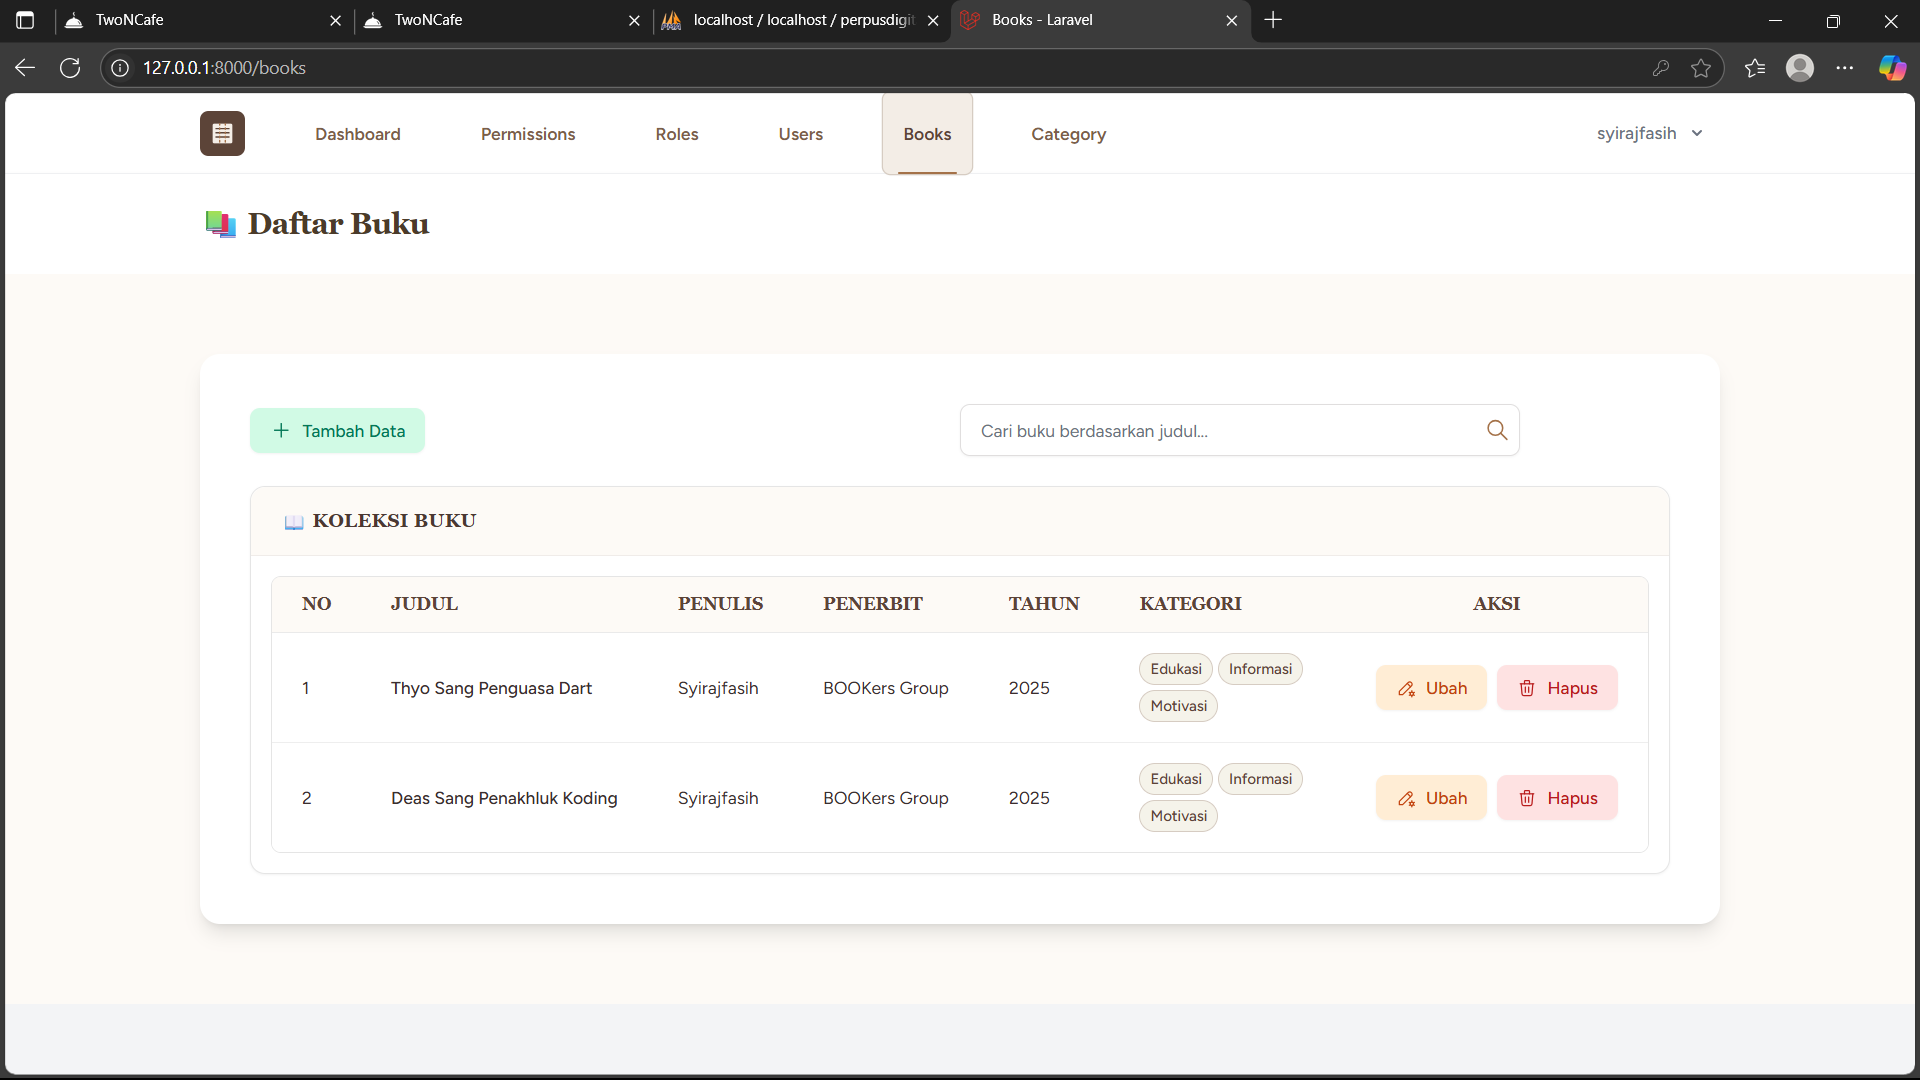 TwoNCafe
TwoNCafe
localhost / localhost / perpusdigit
Books - Laravel
127.0.0.1:8000/books
Dashboard
Permissions
Roles
Users
Books
Category
syirajfasih
Daftar Buku
Tambah Data
Cari buku berdasarkan judul...
KOLEKSI BUKU
NO JUDUL PENULIS PENERBIT TAHUN KATEGORI AKSI
1 Thyo Sang Penguasa Dart Syirajfasih BOOKers Group 2025 Edukasi Informasi
Motivasi
Ubah Hapus
2 Deas Sang Penakhluk Koding Syirajfasih BOOKers Group 2025 Edukasi Informasi
Motivasi
Ubah Hapus